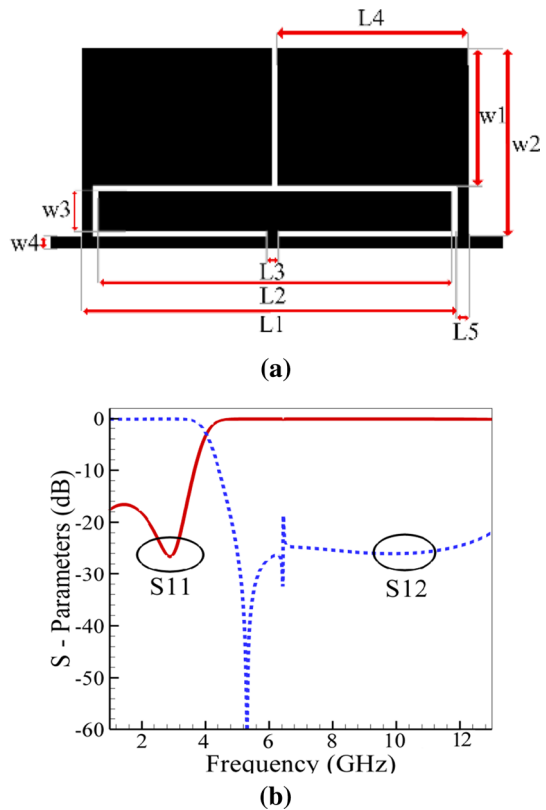 L4
w1
w2
w3
w4
L3
L2
L1
L5
(a)
0
-10
-20
-30
-40
-50
-60
S - Parameters (dB)
S11
S12
2 4 6 8 10 12
Frequency (GHz)
(b)